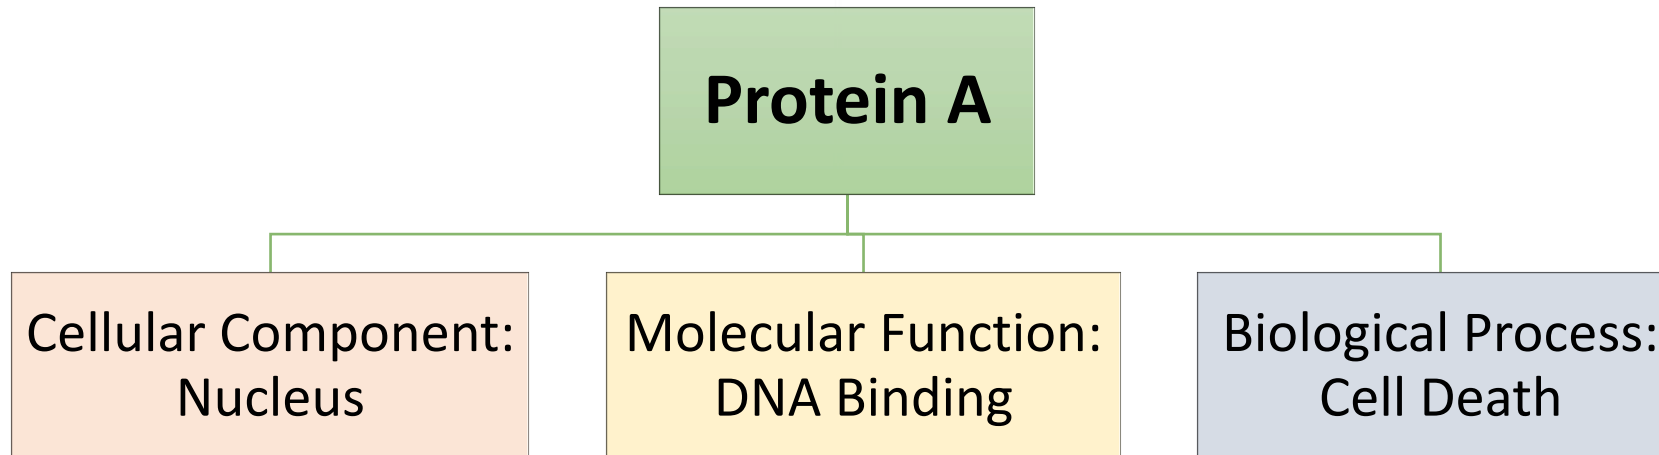 Protein A
Cellular Component:
Nucleus
Molecular Function:
DNA Binding
Biological Process:
Cell Death